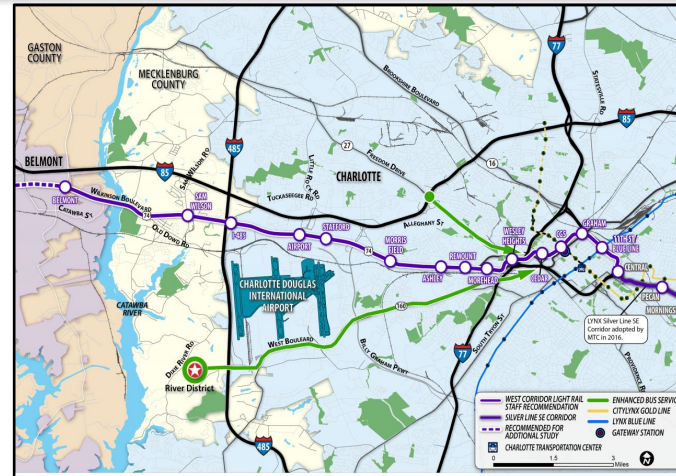 GASTON
COUNTY
MECKLENBURG
COUNTY
BELMONT
CHARLOTTE
85
485
77
STATESVILLE RD
BROOKSHIRE BOULEVARD
27
FREEDOM DRIVE
16
85
SAM WILSON RD
LITTLE ROCK RD
TUCKASEEGEE RD
ALLEGHANY ST
BELMONT
CATAWBA ST
WILKINSON BOULEVARD
74
OLD DOWD RD
SAM
WILSON
I-485
AIRPORT
STAFFORD
74
MORRIS
FIELD
ASHLEY
REMOUNT
MOREHEAD
WESLEY
HEIGHTS
CEDAR
CGS
GRAHAM
11TH ST/
BLUE LINE
CENTRAL
PECAN
MORNINGS
CHARLOTTE DOUGLAS
INTERNATIONAL
AIRPORT
CATAWBA
RIVER
160
WEST BOULEARD
BILLY GRAHAM PKWY
SOUTH TRYON ST
77
PROVIDENCE R
DIXIE RIVER RD
River District
485
LYNX Silver Line SE
Corridor adopted by
MTC in 2016.
WEST CORRIDOR LIGHT RAIL
STAFF RECOMMENDATION
SILVER LINE SE CORRIDOR
RECOMMENDED FOR
ADDTIONAL STUDY
CHARLOTTE TRANSPORTATION CENTER
ENHANCED BUS SERVIC
CITYLYNX GOLD LINE
LYNX BLUE LINE
GATEWAY STATION
0 1.5 3
Miles
N